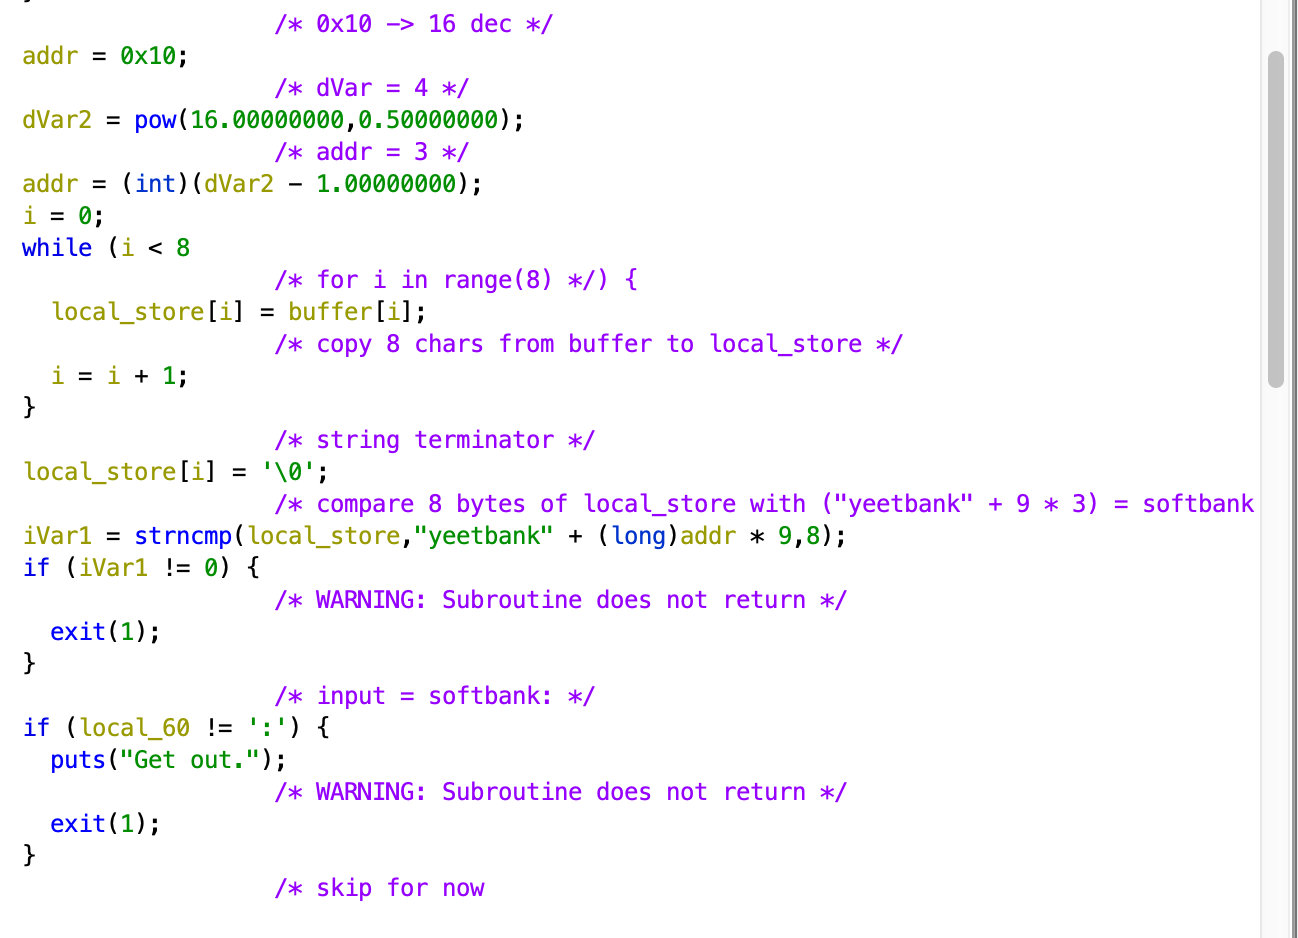 /* 0x10 -> 16 dec */
addr = 0x10;
/* dVar = 4 */
dVar2 = pow(16.00000000,0.50000000);
/* addr = 3 */
addr = (int)(dVar2 - 1.00000000);
i = 0;
while (i < 8
/* for i in range(8) */) {
local_store[i] = buffer[i];
/* copy 8 chars from buffer to local_store */
i = i + 1;
}
/* string terminator */
local_store[i] = '\0';
/* compare 8 bytes of local_store with ("yeetbank" + 9 * 3) = softbank
iVar1 = strncmp(local_store,"yeetbank" + (long)addr * 9,8);
if (iVar1 != 0) {
/* WARNING: Subroutine does not return */
exit(1);
}
/* input = softbank: */
if (local_60 != ':') {
puts("Get out.");
/* WARNING: Subroutine does not return */
exit(1);
}
/* skip for now